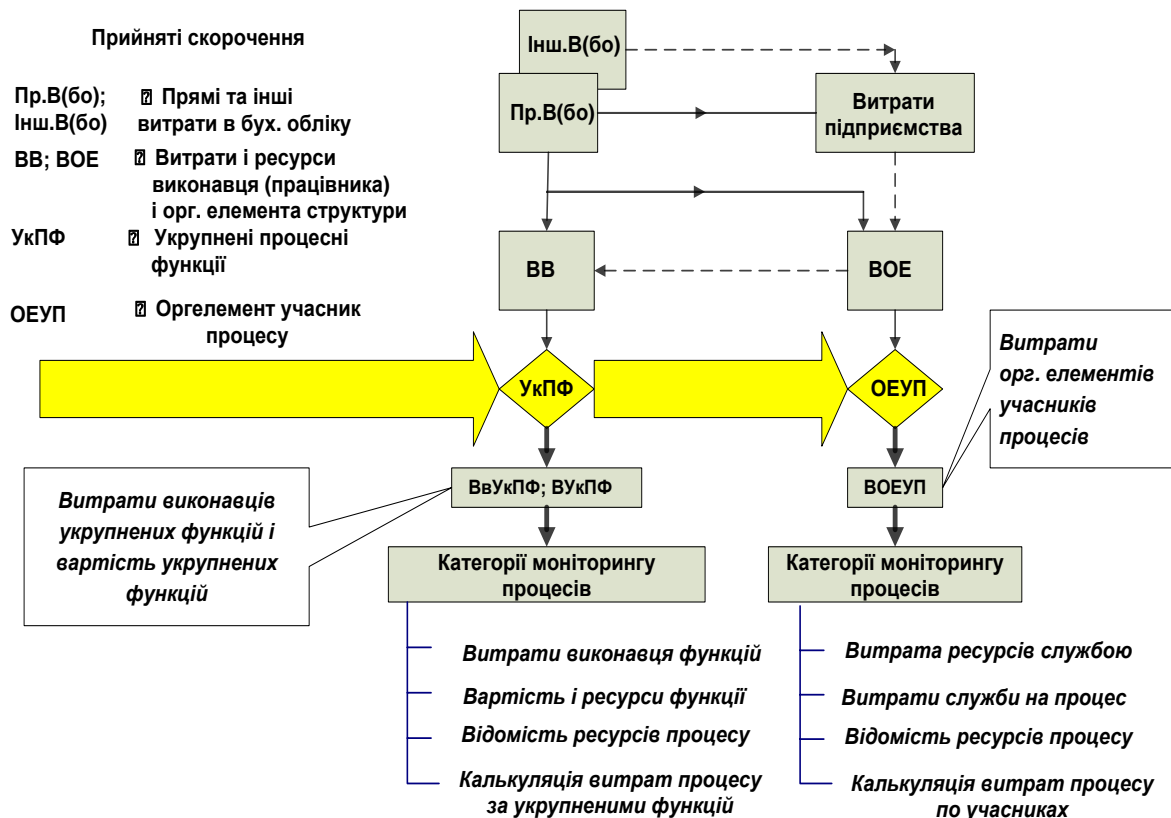 Прийняті скорочення
Пр.В(бо);
Інш.В(бо)
Прямі та інші
витрати в бух. обліку
ВВ; ВОЕ
Витрати і ресурси
виконавця (працівника)
і орг. елемента структури
УкПФ
Укрупнені процесні
функції
ОЕУП
Оргелемент учасник
процесу
Інш.В(бо)
Пр.В(бо)
Витрати
підприємства
ВВ
ВОЕ
УкПФ
ОЕУП
Витрати
орг. елементів
учасників
процесів
ВвУкПФ; ВУкПФ
ВОЕУП
Витрати виконавців
укрупнених функцій і
вартість укрупнених
функцій
Категорії моніторингу
процесів
Витрати виконавця функцій
Вартість і ресурси функції
Відомість ресурсів процесу
Калькуляція витрат процесу
за укрупненими функцій
Категорії моніторингу
процесів
Витрата ресурсів службою
Витрати служби на процес
Відомість ресурсів процесу
Калькуляція витрат процесу
по учасниках